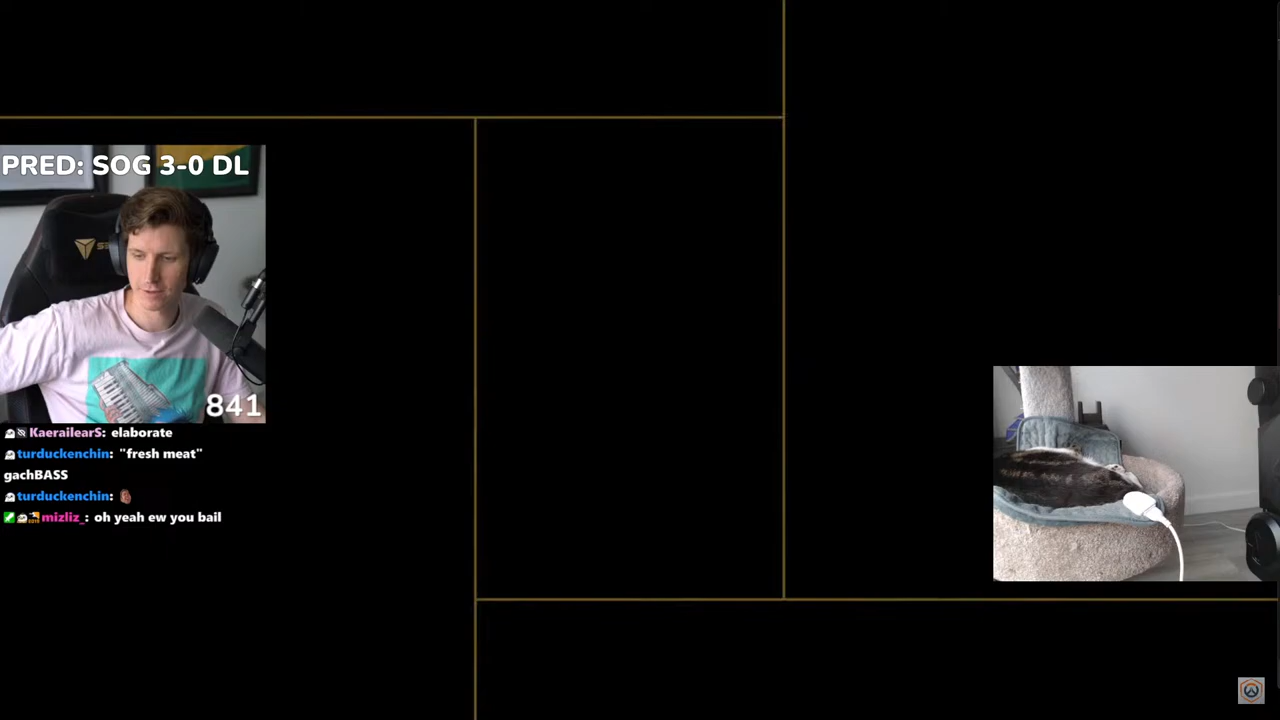 PRED: SOG 3-0 DL
841
KaerailearS: elaborate
turduckenchin: "fresh meat"
gachBASS
turduckenchin:
mizliz_: oh yeah ew you bail